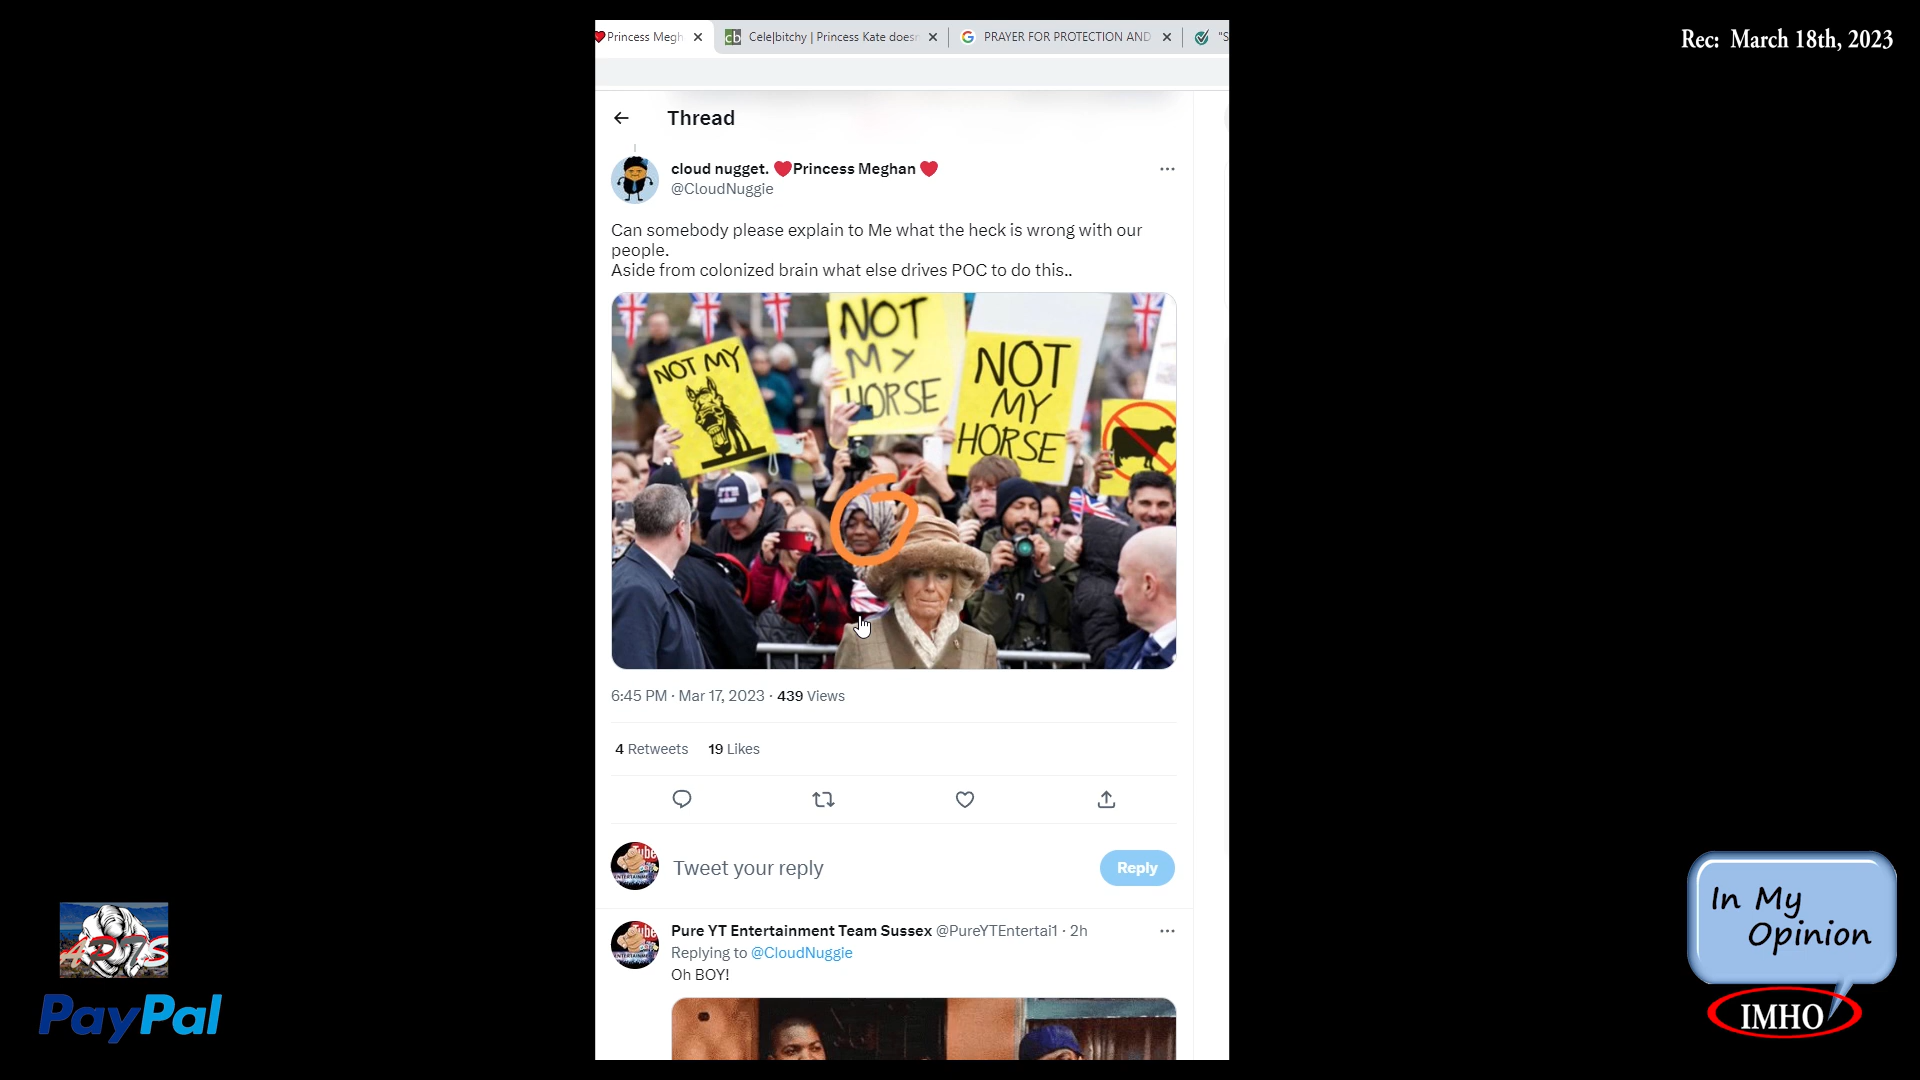 Princess Megh
Cele|bitchy | Princess Kate doesn
PRAYER FOR PROTECTION AND
"S
Rec: March 18th, 2023
Thread
cloud nugget. ❤️Princess Meghan ❤️
@CloudNuggie
Can somebody please explain to Me what the heck is wrong with our
people.
Aside from colonized brain what else drives POC to do this..
NOT MY
NOT
MY
HORSE
NOT
MY
HORSE
6:45 PM · Mar 17, 2023 · 439 Views
4 Retweets 19 Likes
Tweet your reply
Reply
Pure YT Entertainment Team Sussex @PureYTEntertai1 · 2h
Replying to @CloudNuggie
Oh BOY!
PayPal
In My
Opinion
IMHO